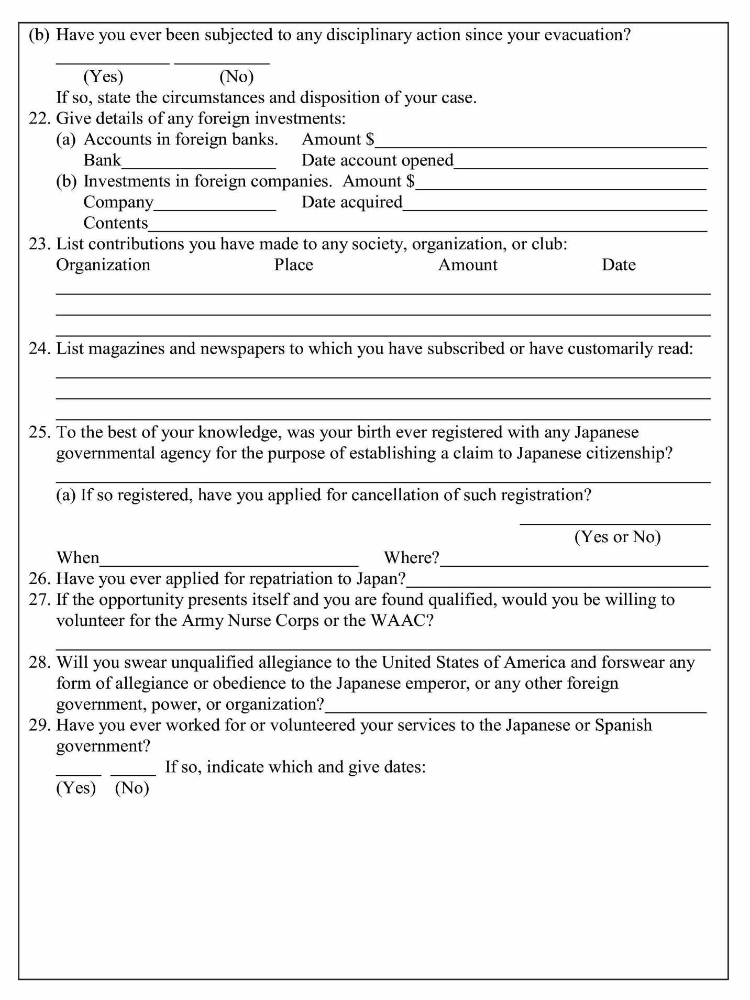 (b) Have you ever been subjected to any disciplinary action since your evacuation?
(Yes) (No)
If so, state the circumstances and disposition of your case.
22. Give details of any foreign investments:
(a) Accounts in foreign banks. Amount $
Bank Date account opened
(b) Investments in foreign companies. Amount $
Company Date acquired
Contents
23. List contributions you have made to any society, organization, or club:
Organization Place Amount Date
24. List magazines and newspapers to which you have subscribed or have customarily read:
25. To the best of your knowledge, was your birth ever registered with any Japanese
governmental agency for the purpose of establishing a claim to Japanese citizenship?
(a) If so registered, have you applied for cancellation of such registration?
(Yes or No)
When Where?
26. Have you ever applied for repatriation to Japan?
27. If the opportunity presents itself and you are found qualified, would you be willing to
volunteer for the Army Nurse Corps or the WAAC?
28. Will you swear unqualified allegiance to the United States of America and forswear any
form of allegiance or obedience to the Japanese emperor, or any other foreign
government, power, or organization?
29. Have you ever worked for or volunteered your services to the Japanese or Spanish
government?
If so, indicate which and give dates:
(Yes) (No)